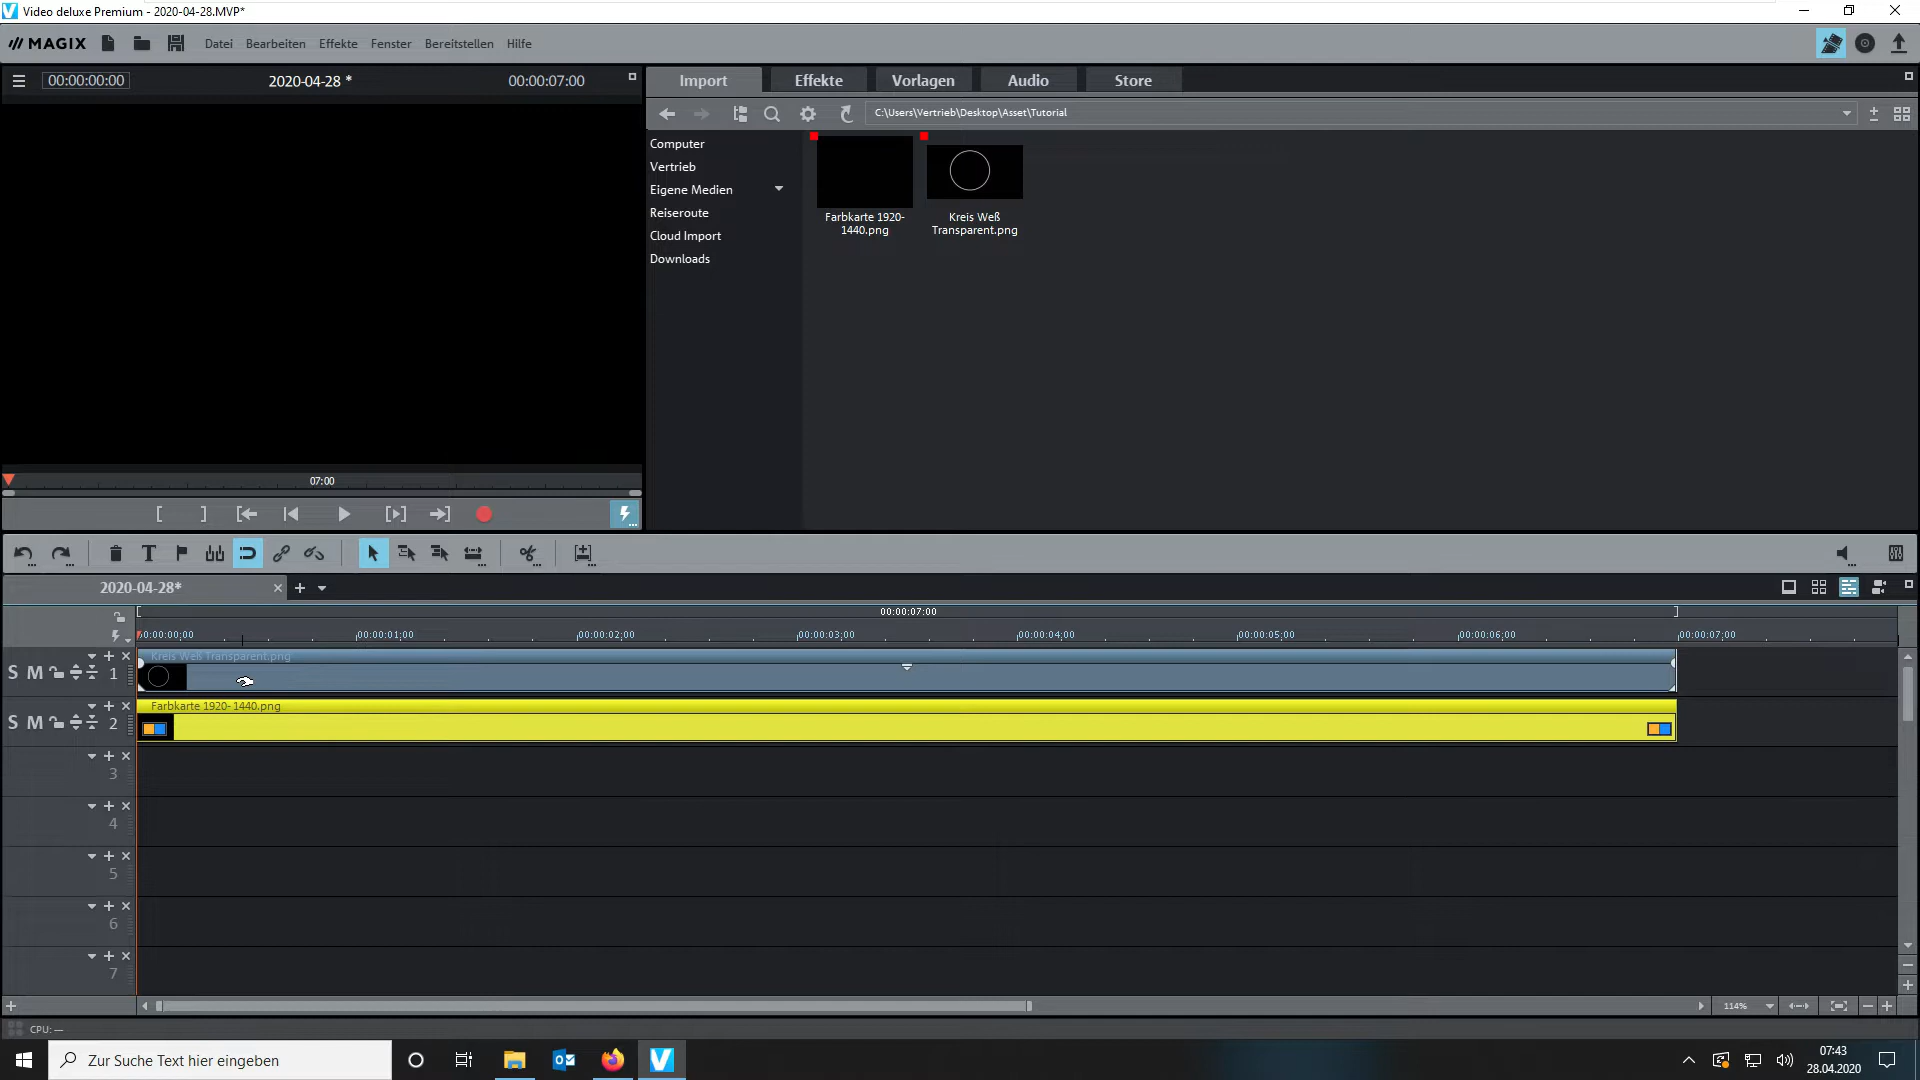 Video deluxe Premium - 2020-04-28.MVP*
MAGIX Datei Bearbeiten Effekte Fenster Bereitstellen Hilfe
00:00:00:00 2020-04-28 * 00:00:07:00
Import Effekte Vorlagen Audio Store
C:\Users\Vertrieb\Desktop\Asset\Tutorial
Computer
Vertrieb
Eigene Medien
Reiseroute
Cloud Import
Downloads
Farbkarte 1920-
1440.png
Kreis Weß
Transparent.png
07:00
2020-04-28*
00:00:07:00
00:00:00;00 00:00:01;00 00:00:02;00 00:00:03;00 00:00:04;00 00:00:05;00 00:00:06;00 00:00:07;00
Kreis Weß Transparent.png
S M 1
Farbkarte 1920-1440.png
S M 2
3
4
5
6
7
114%
CPU: —
Zur Suche Text hier eingeben
07:43
28.04.2020